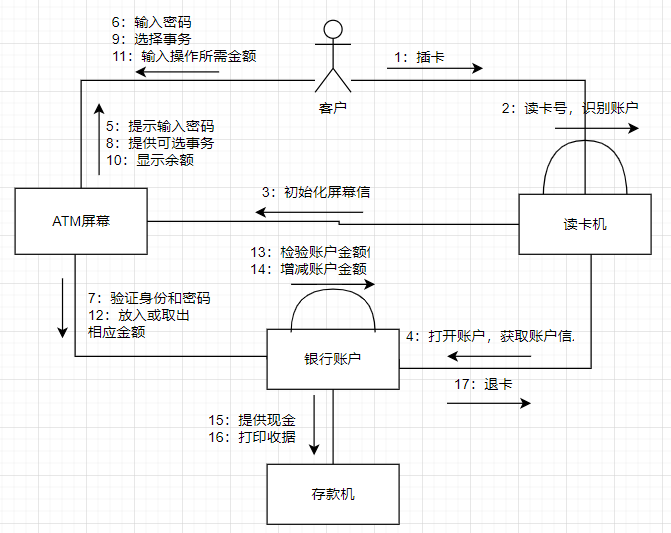 6：输入密码
9：选择事务
11：输入操作所需金额
1：插卡
客户
2：读卡号，识别账户
5：提示输入密码
8：提供可选事务
10：显示余额
3：初始化屏幕信
ATM屏幕
读卡机
13：检验账户金额
14：增减账户金额
7：验证身份和密码
12：放入或取出
相应金额
4：打开账户，获取账户信.
银行账户
17：退卡
15：提供现金
16：打印收据
存款机